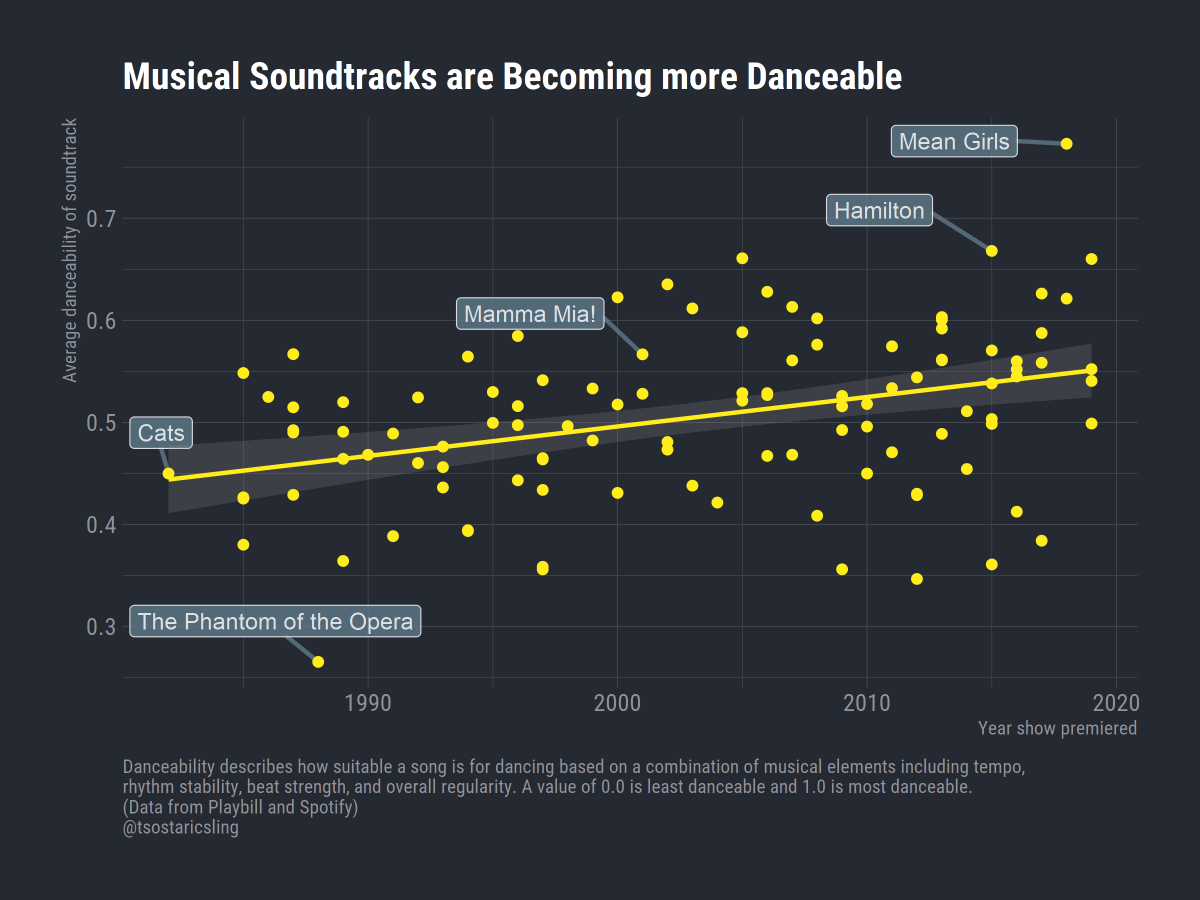 Musical Soundtracks are Becoming more Danceable
Average danceability of soundtrack
Mean Girls
0.7
Hamilton
0.6
Mamma Mia!
0.5
Cats
0.4
0.3
The Phantom of the Opera
1990
2000
2010
2020
Year show premiered
Danceability describes how suitable a song is for dancing based on a combination of musical elements including tempo,
rhythm stability, beat strength, and overall regularity. A value of 0.0 is least danceable and 1.0 is most danceable.
(Data from Playbill and Spotify)
@tsostaricsling